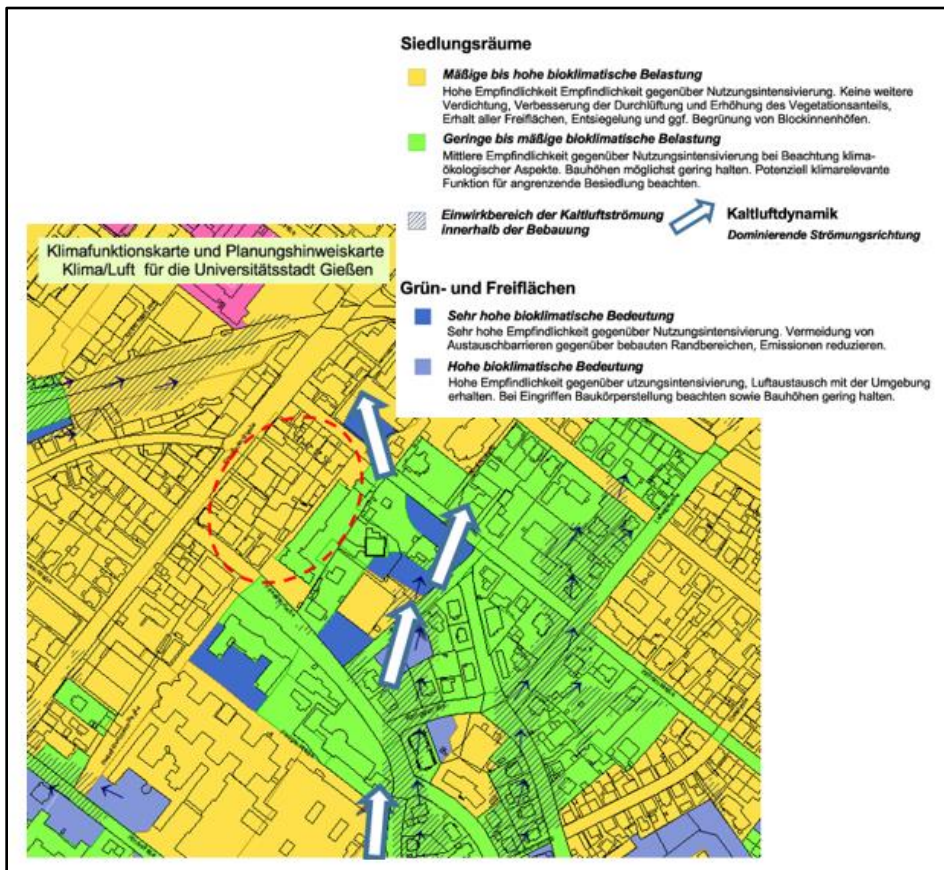 Siedlungsräume
Mäßige bis hohe bioklimatische Belastung
Hohe Empfindlichkeit Empfindlichkeit gegenüber Nutzungsintensivierung. Keine weitere
Verdichtung, Verbesserung der Durchlüftung und Erhöhung des Vegetationsanteils,
Erhalt aller Freiflächen, Entsiegelung und ggf. Begrünung von Blockinnenhöfen.
Geringe bis mäßige bioklimatische Belastung
Mittlere Empfindlichkeit gegenüber Nutzungsintensivierung bei Beachtung klima-
ökologischer Aspekte. Bauhöhen möglichst gering halten. Potenziell klimarelevante
Funktion für angrenzende Besiedlung beachten.
Einwirkbereich der Kaltluftströmung
innerhalb der Bebauung
Kaltluftdynamik
Dominierende Strömungsrichtung
Klimafunktionskarte und Planungshinweiskarte
Klima/Luft für die Universitätsstadt Gießen
Grün- und Freiflächen
Sehr hohe bioklimatische Bedeutung
Sehr hohe Empfindlichkeit gegenüber Nutzungsintensivierung. Vermeidung von
Austauschbarrieren gegenüber bebauten Randbereichen, Emissionen reduzieren.
Hohe bioklimatische Bedeutung
Hohe Empfindlichkeit gegenüber utzungsintensivierung, Luftaustausch mit der Umgebung
erhalten. Bei Eingriffen Baukörperstellung beachten sowie Bauhöhen gering halten.